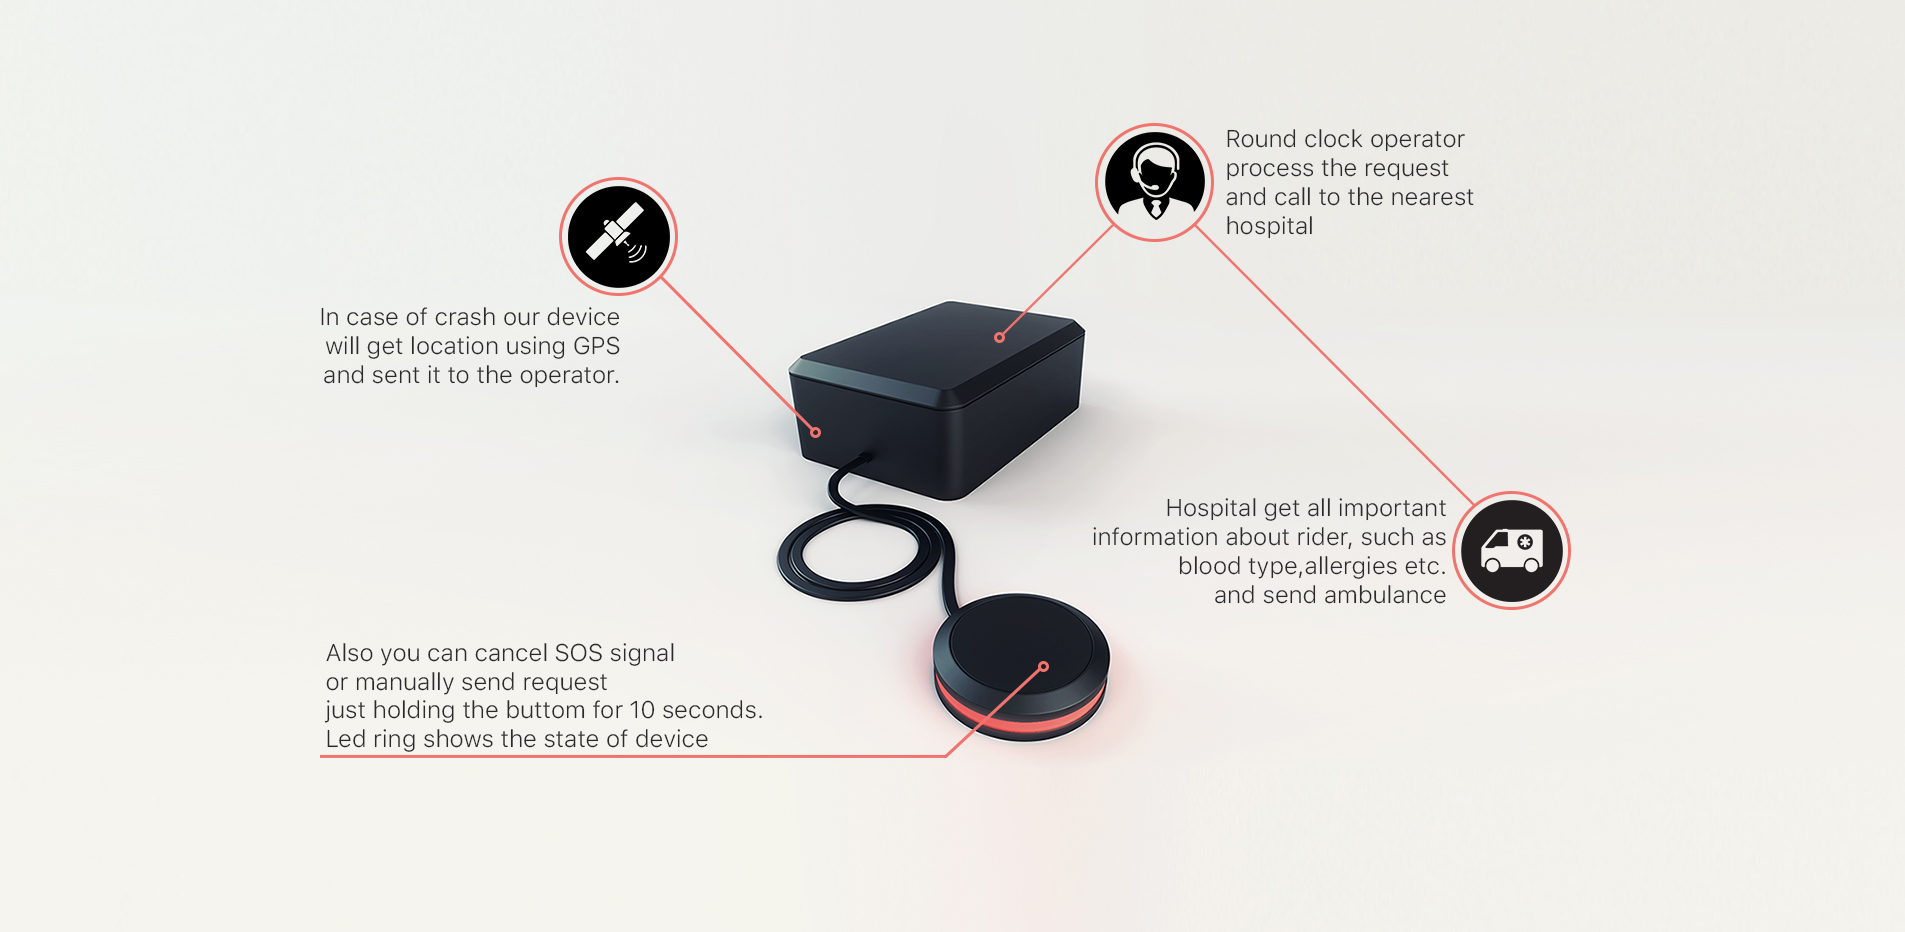 Round clock operator
process the request
and call to the nearest
hospital
In case of crash our device
will get location using GPS
and sent it to the operator.
Hospital get all important
information about rider, such as
blood type,allergies etc.
and send ambulance
Also you can cancel SOS signal
or manually send request
just holding the buttom for 10 seconds.
Led ring shows the state of device